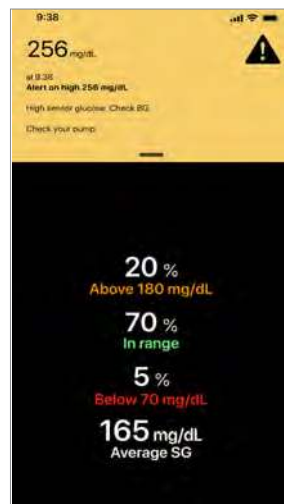 9:38
256 mg/dL
at 9:38
Alert on high 256 mg/dL
High sensor glucose. Check BG.
Check your pump.
20 %
Above 180 mg/dL
70 %
In range
5 %
Below 70 mg/dL
165 mg/dL
Average SG